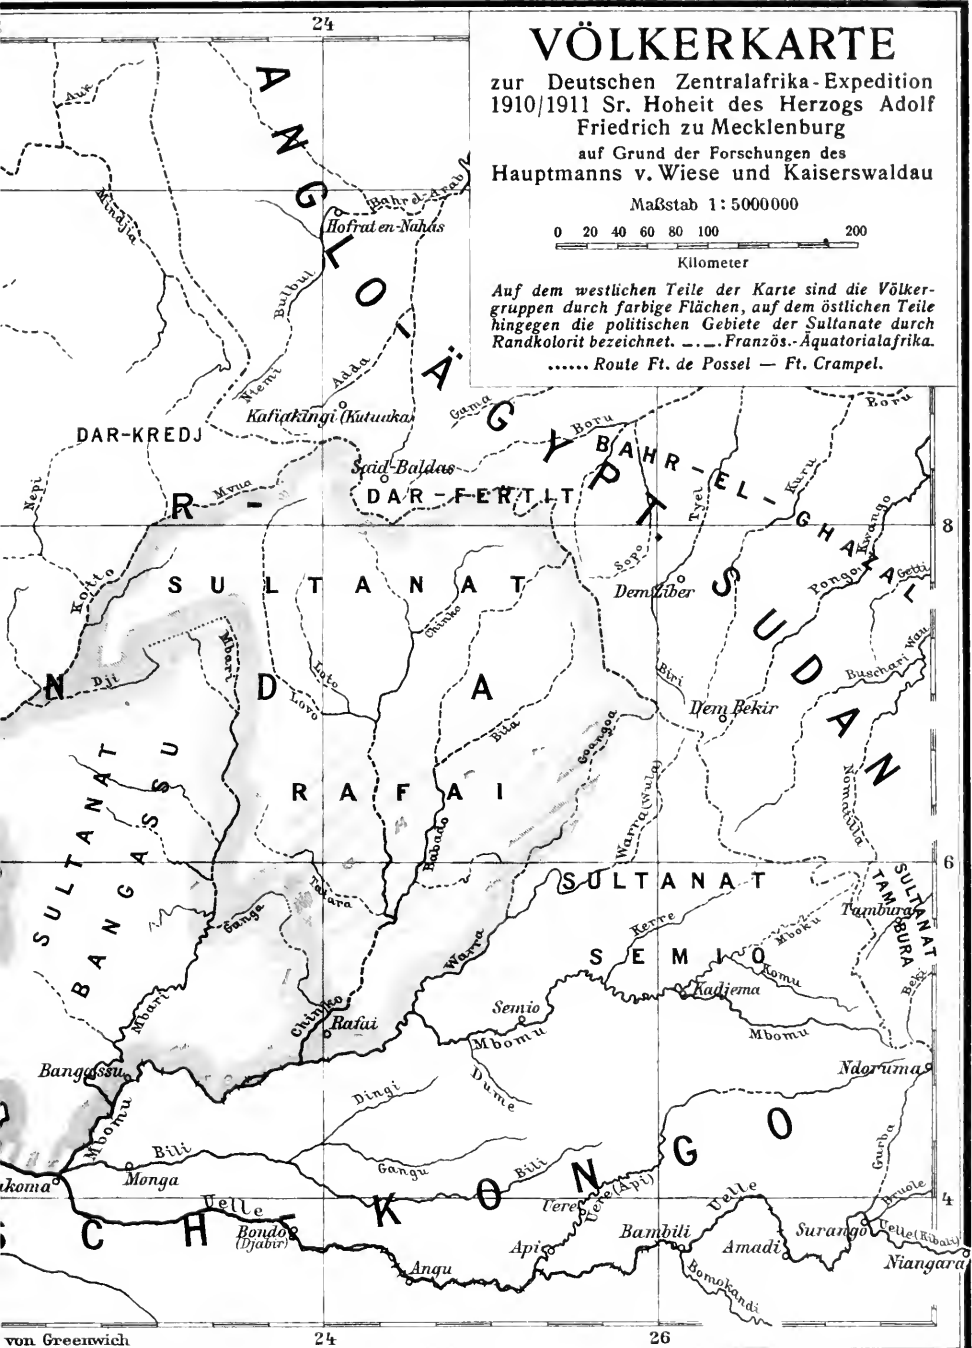 24
VÖLKERKARTE
zur Deutschen Zentralafrika-Expedition
1910/1911 Sr. Hoheit des Herzogs Adolf
Friedrich zu Mecklenburg
auf Grund der Forschungen des
Hauptmanns v. Wiese und Kaiserswaldau
Maßstab 1:5000000
0 20 40 60 80 100 200
Kilometer
Auf dem westlichen Teile der Karte sind die Völker-
gruppen durch farbige Flächen, auf dem östlichen Teile
hingegen die politischen Gebiete der Sultanate durch
Randkolorit bezeichnet. _._._. Französ.-Äquatorialafrika.
...... Route Ft. de Possel — Ft. Crampel.
ANGLO-ÄGYPT. SUDAN
Auk
Mindjia
Bahr el-Arab
Hofrat en-Nahas
Bulbul
Niemi
Adda
Kafiakingi (Kutuaka)
Gama
Boru
Boru
DAR-KREDJ
Said-Baldas
BAHR-EL-GHAZAL
Nepi
Mvua
R-
DAR-FERTIT
Tyel
Kuru
Kwango
8
Kotto
SULTANAT
Chinko
Sopo
Dem Ziber
Pongo
Getti
Mbari
Dji
N D A
Loto
Lovo
Bila
Goangoa
Biri
Dem Bekir
Buschari
Wau
SULTANAT
BANGASSU
RAFAI
Babado
Warra (Wula)
Nomatilla
6
Tatara
Ganga
SULTANAT
SEMIO
Kerre
Mboku
Komu
Kadjema
SULTANAT
TAMBURA
Tambura
Beki
Warra
Mbari
Chinko
Rafai
Semio
Mbomu
Mbomu
Bangassu
Ndoruma
Dingi
Dume
Mbomu
Bili
Gangu
Bili
Gurba
akoma
Monga
CH-KONGO
Uelle
Uere
Uere (Api)
Uelle
Bruole
4
Bondo
(Djabir)
Api
Bambili
Amadi
Surango
Uelle (Kibali)
Niangara
Angu
Bomokandi
von Greenwich
24
26